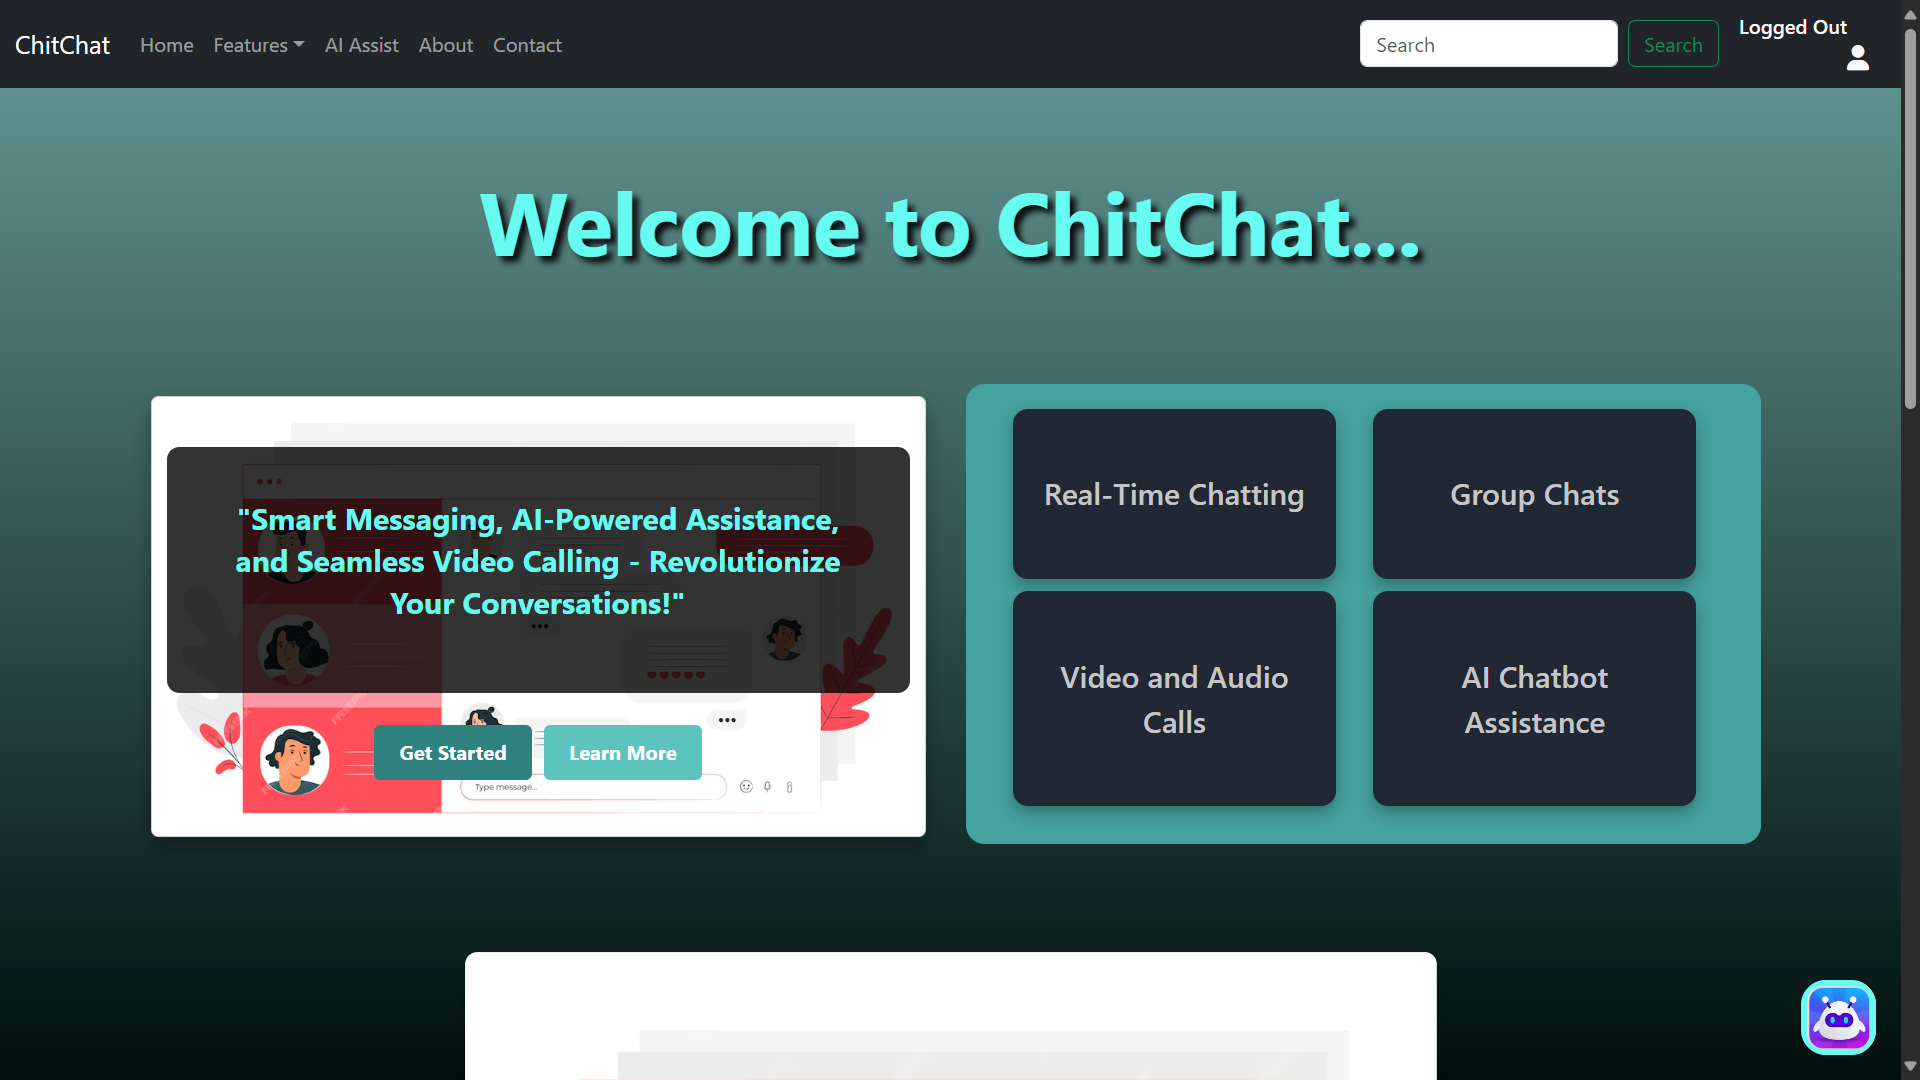 ChitChat Home Features AI Assist About Contact Search Search Logged Out
Welcome to ChitChat...
"Smart Messaging, AI-Powered Assistance,
and Seamless Video Calling - Revolutionize
Your Conversations!"
Get Started Learn More
Type message...
Real-Time Chatting
Group Chats
Video and Audio
Calls
AI Chatbot
Assistance